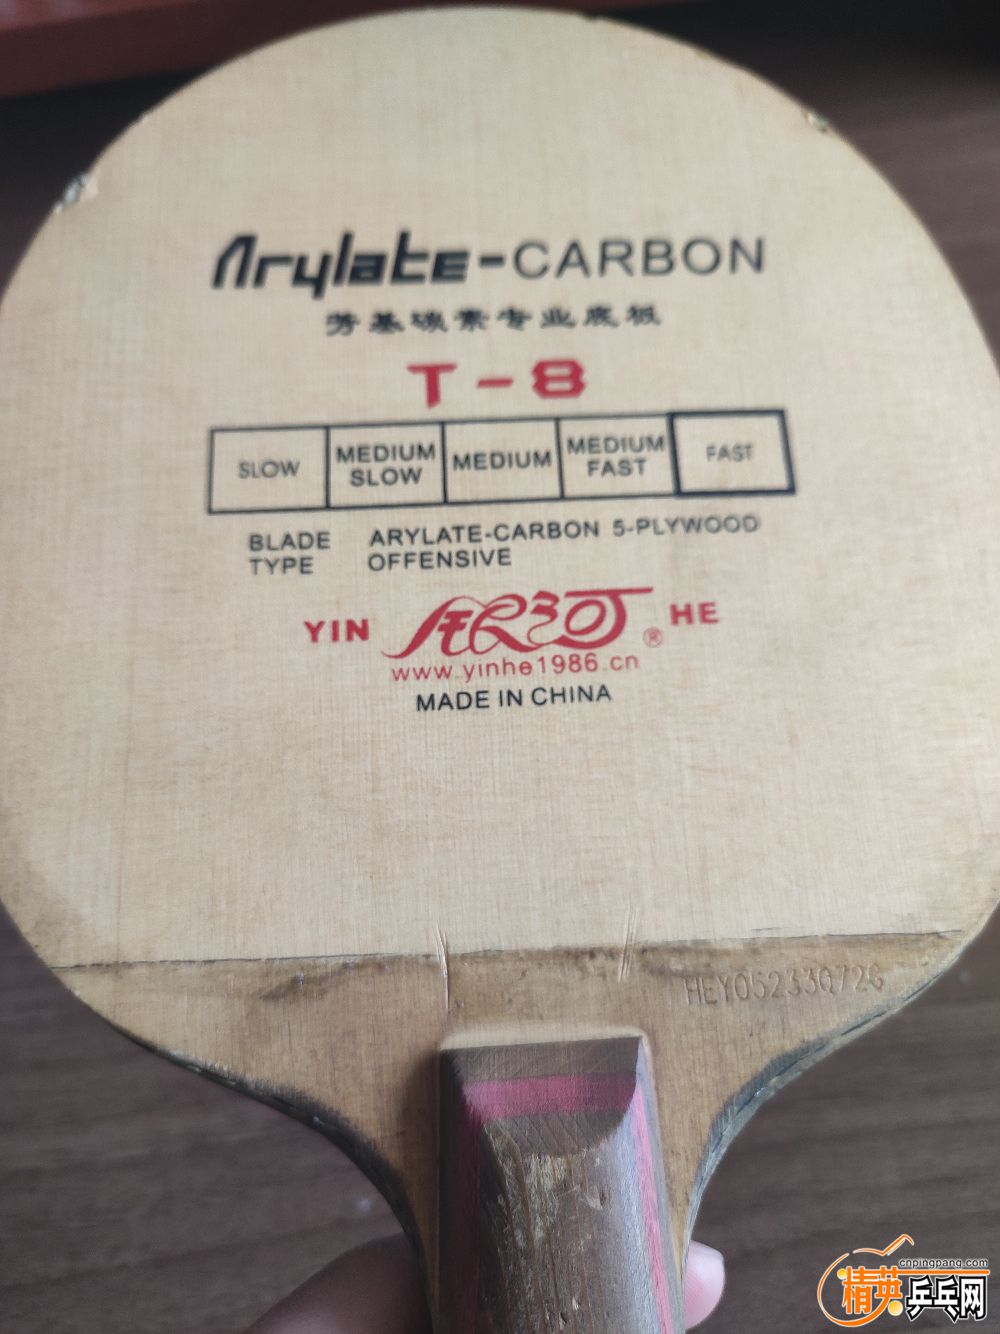 Arylate-CARBON
芳基碳素专业底板
T-8
SLOW MEDIUM SLOW MEDIUM MEDIUM FAST FAST
BLADE ARYLATE-CARBON 5-PLYWOOD
TYPE OFFENSIVE
YIN 银河® HE
www.yinhe1986.cn
MADE IN CHINA
HEY05233Q72G
cnpingpang.com
精英乒乓网